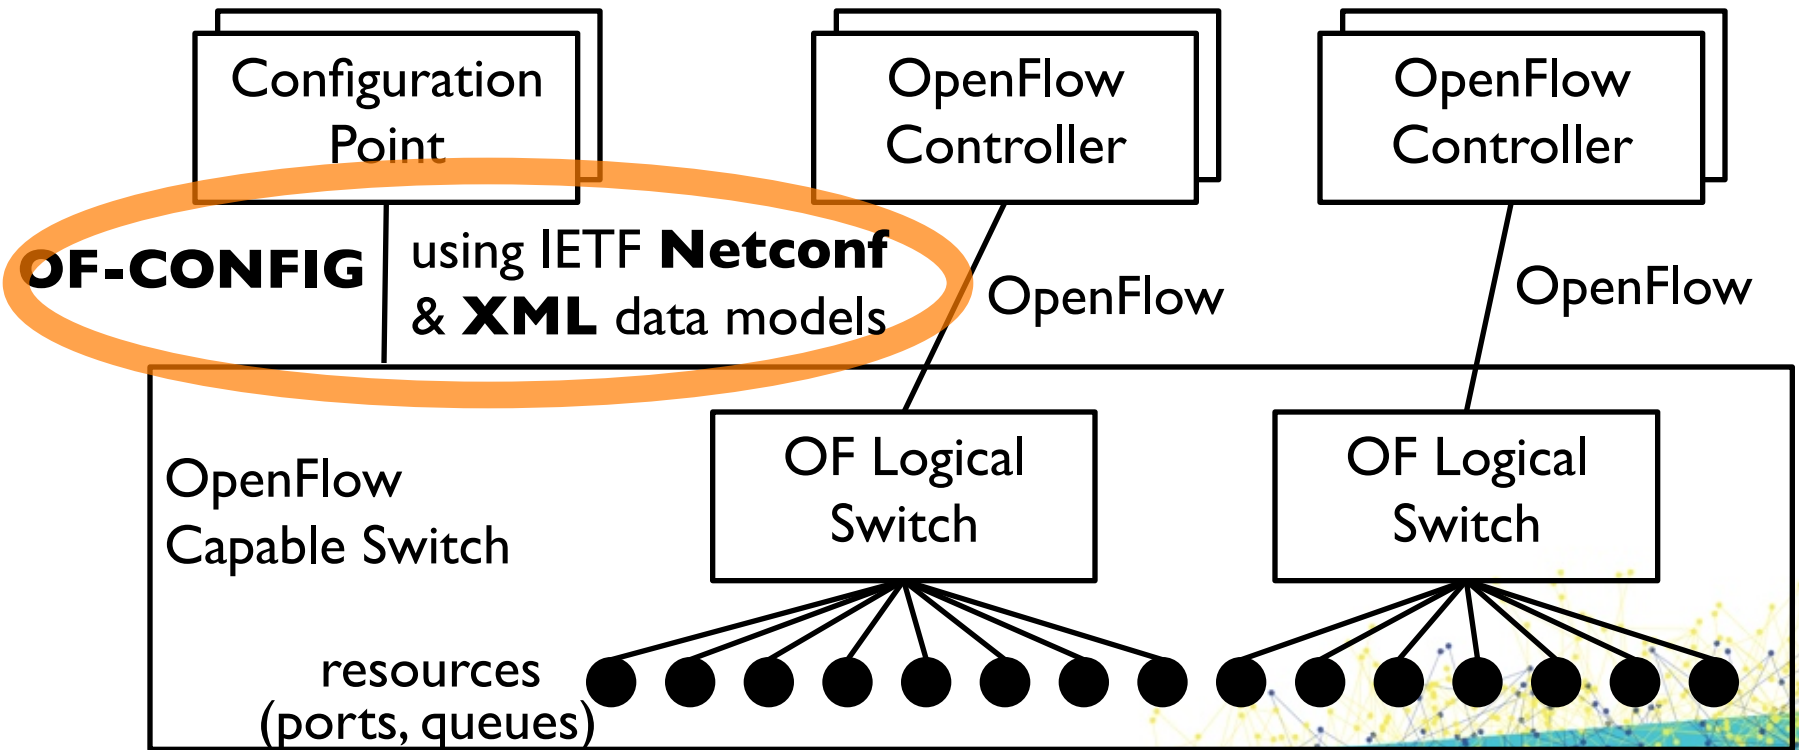 Configuration
Point
OpenFlow
Controller
OpenFlow
Controller
OF-CONFIG
using IETF Netconf
& XML data models
OpenFlow
OpenFlow
OpenFlow
Capable Switch
OF Logical
Switch
OF Logical
Switch
resources
(ports, queues)